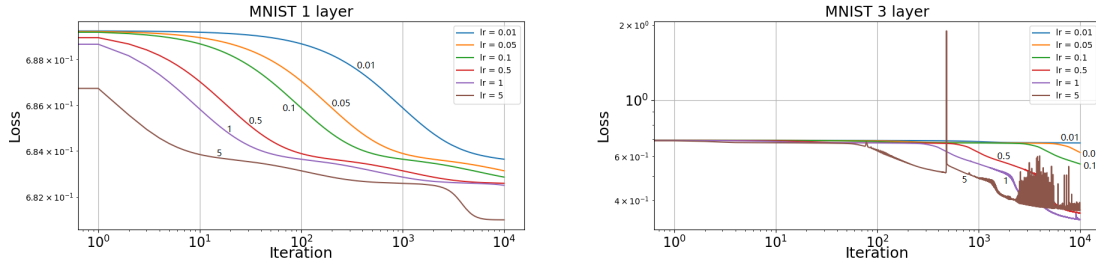 MNIST 1 layer
Loss
6.88 × 10⁻¹
6.86 × 10⁻¹
6.84 × 10⁻¹
6.82 × 10⁻¹
lr = 0.01
lr = 0.05
lr = 0.1
lr = 0.5
lr = 1
lr = 5
0.01
0.05
0.1
0.5
1
5
10⁰
10¹
10²
10³
10⁴
Iteration
MNIST 3 layer
Loss
2 × 10⁰
10⁰
6 × 10⁻¹
4 × 10⁻¹
lr = 0.01
lr = 0.05
lr = 0.1
lr = 0.5
lr = 1
lr = 5
0.01
0.0
0.1
0.5
1
5
10⁰
10¹
10²
10³
10⁴
Iteration